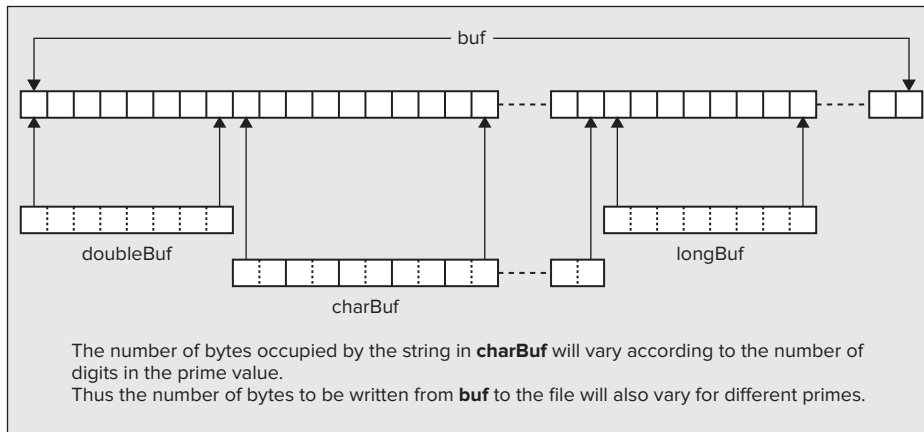 buf
doubleBuf
longBuf
charBuf
The number of bytes occupied by the string in charBuf will vary according to the number of
digits in the prime value.
Thus the number of bytes to be written from buf to the file will also vary for different primes.